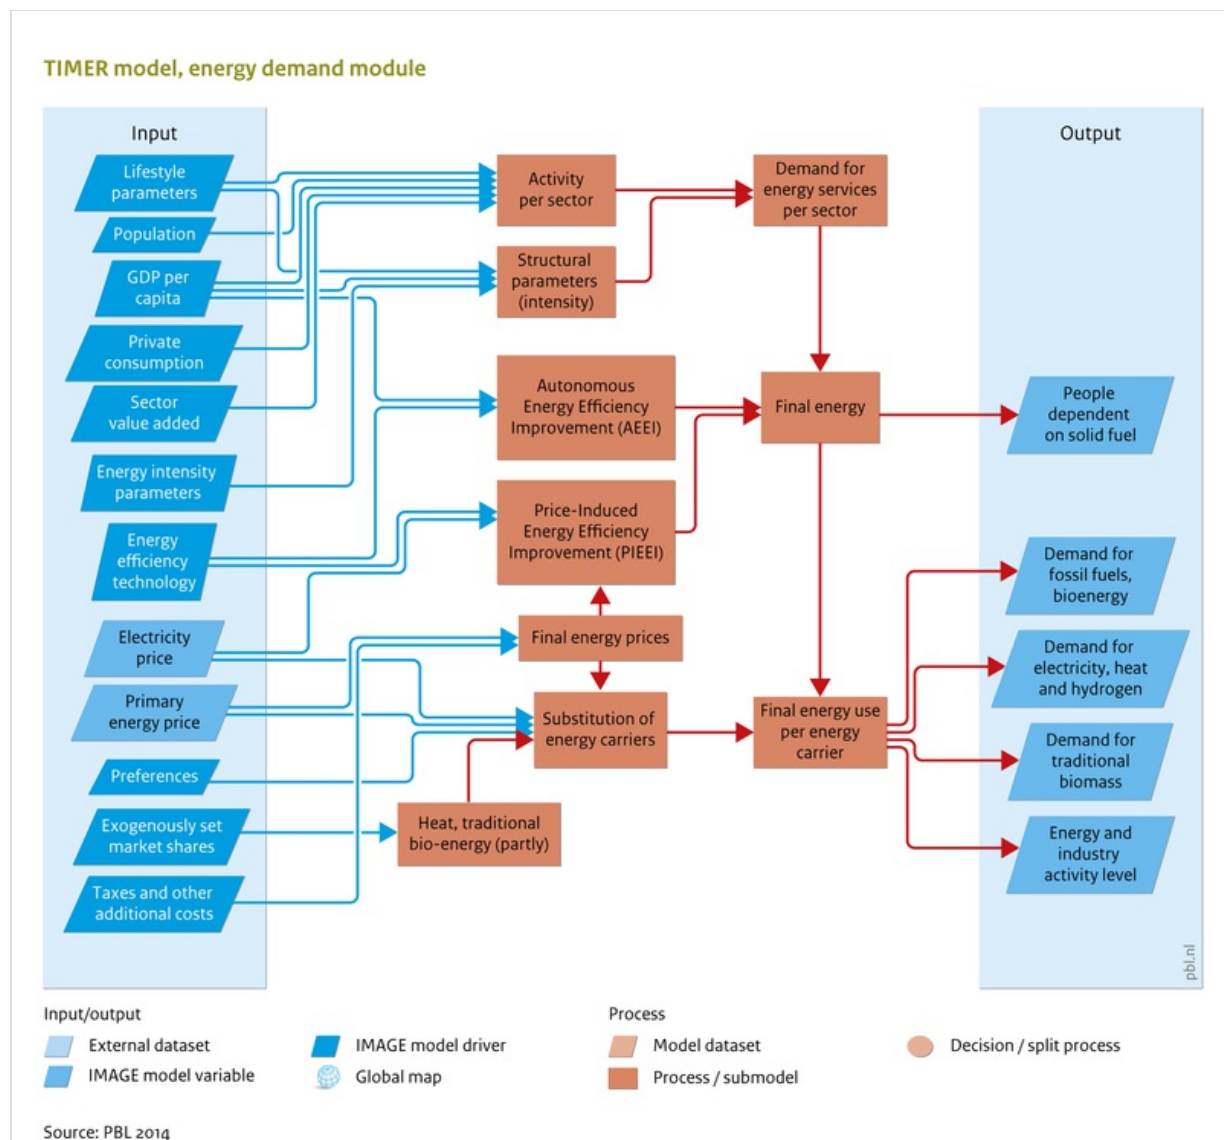 TIMER model, energy demand module
Input
Lifestyle
parameters
Population
GDP per
capita
Private
consumption
Sector
value added
Energy intensity
parameters
Energy
efficiency
technology
Electricity
price
Primary
energy price
Preferences
Exogenously set
market shares
Taxes and other
additional costs
Activity
per sector
Structural
parameters
(intensity)
Autonomous
Energy Efficiency
Improvement (AEEI)
Price-Induced
Energy Efficiency
Improvement (PIEEI)
Final energy prices
Substitution of
energy carriers
Heat, traditional
bio-energy (partly)
Demand for
energy services
per sector
Final energy
Final energy use
per energy
carrier
Output
People
dependent
on solid fuel
Demand for
fossil fuels,
bioenergy
Demand for
electricity, heat
and hydrogen
Demand for
traditional
biomass
Energy and
industry
activity level
pbl.nl
Input/output
External dataset
IMAGE model variable
IMAGE model driver
Global map
Process
Model dataset
Process / submodel
Decision / split process
Source: PBL 2014